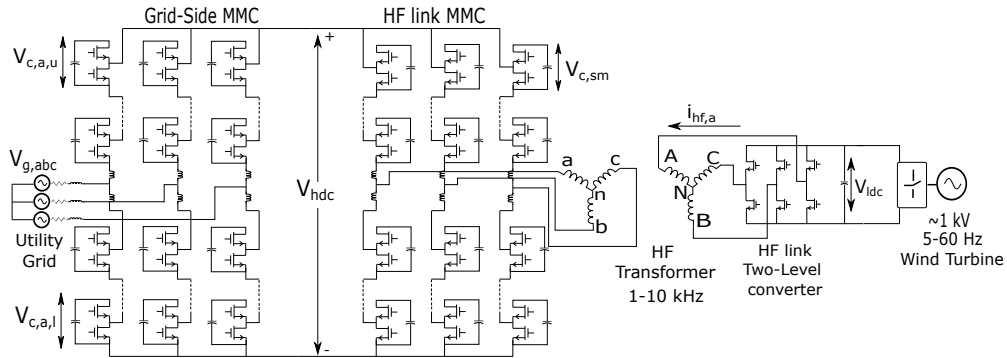 Grid-Side MMC
HF link MMC
V_c,a,u
V_c,sm
+
V_g,abc
V_hdc
i_hf,a
a
c
n
b
A
C
N
B
V_ldc
Utility
Grid
HF
Transformer
1-10 kHz
HF link
Two-Level
converter
~1 kV
5-60 Hz
Wind Turbine
V_c,a,l
-